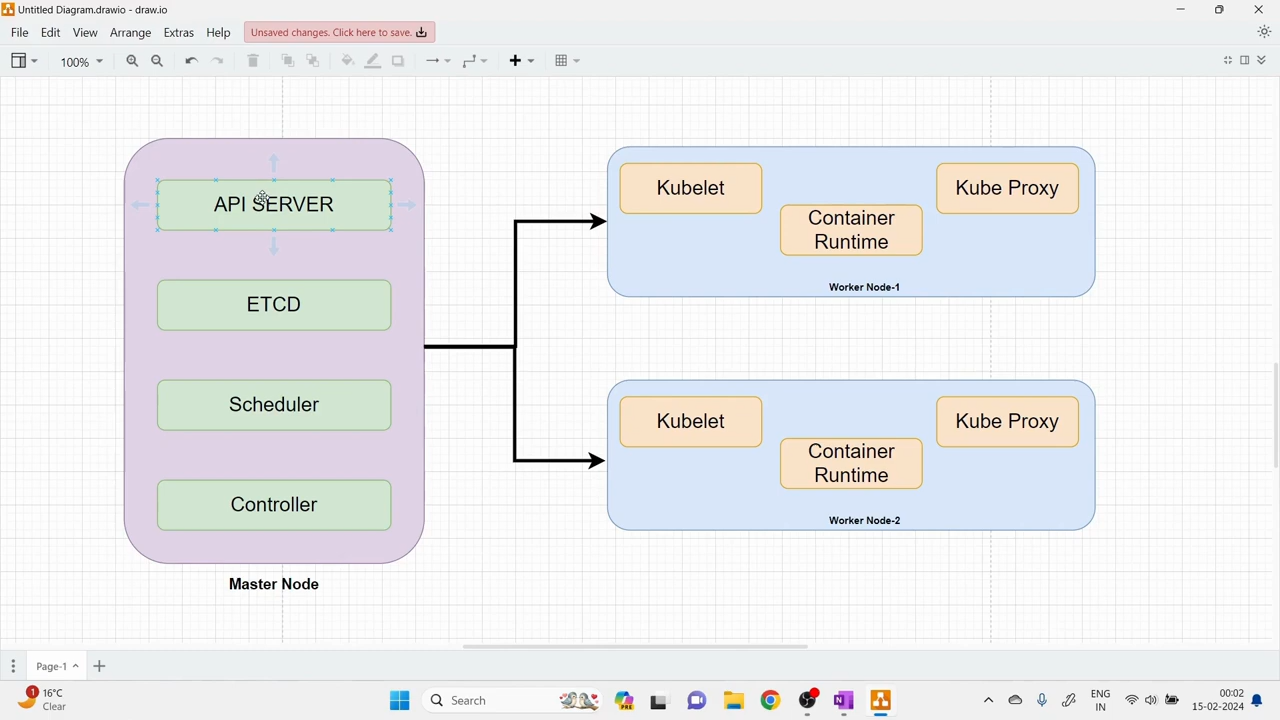 Untitled Diagram.drawio - draw.io
File Edit View Arrange Extras Help Unsaved changes. Click here to save.
100%
API SERVER
ETCD
Scheduler
Controller
Master Node
Kubelet
Container
Runtime
Kube Proxy
Worker Node-1
Kubelet
Container
Runtime
Kube Proxy
Worker Node-2
Page-1
1
16°C
Clear
Search
ENG
IN
00:02
15-02-2024